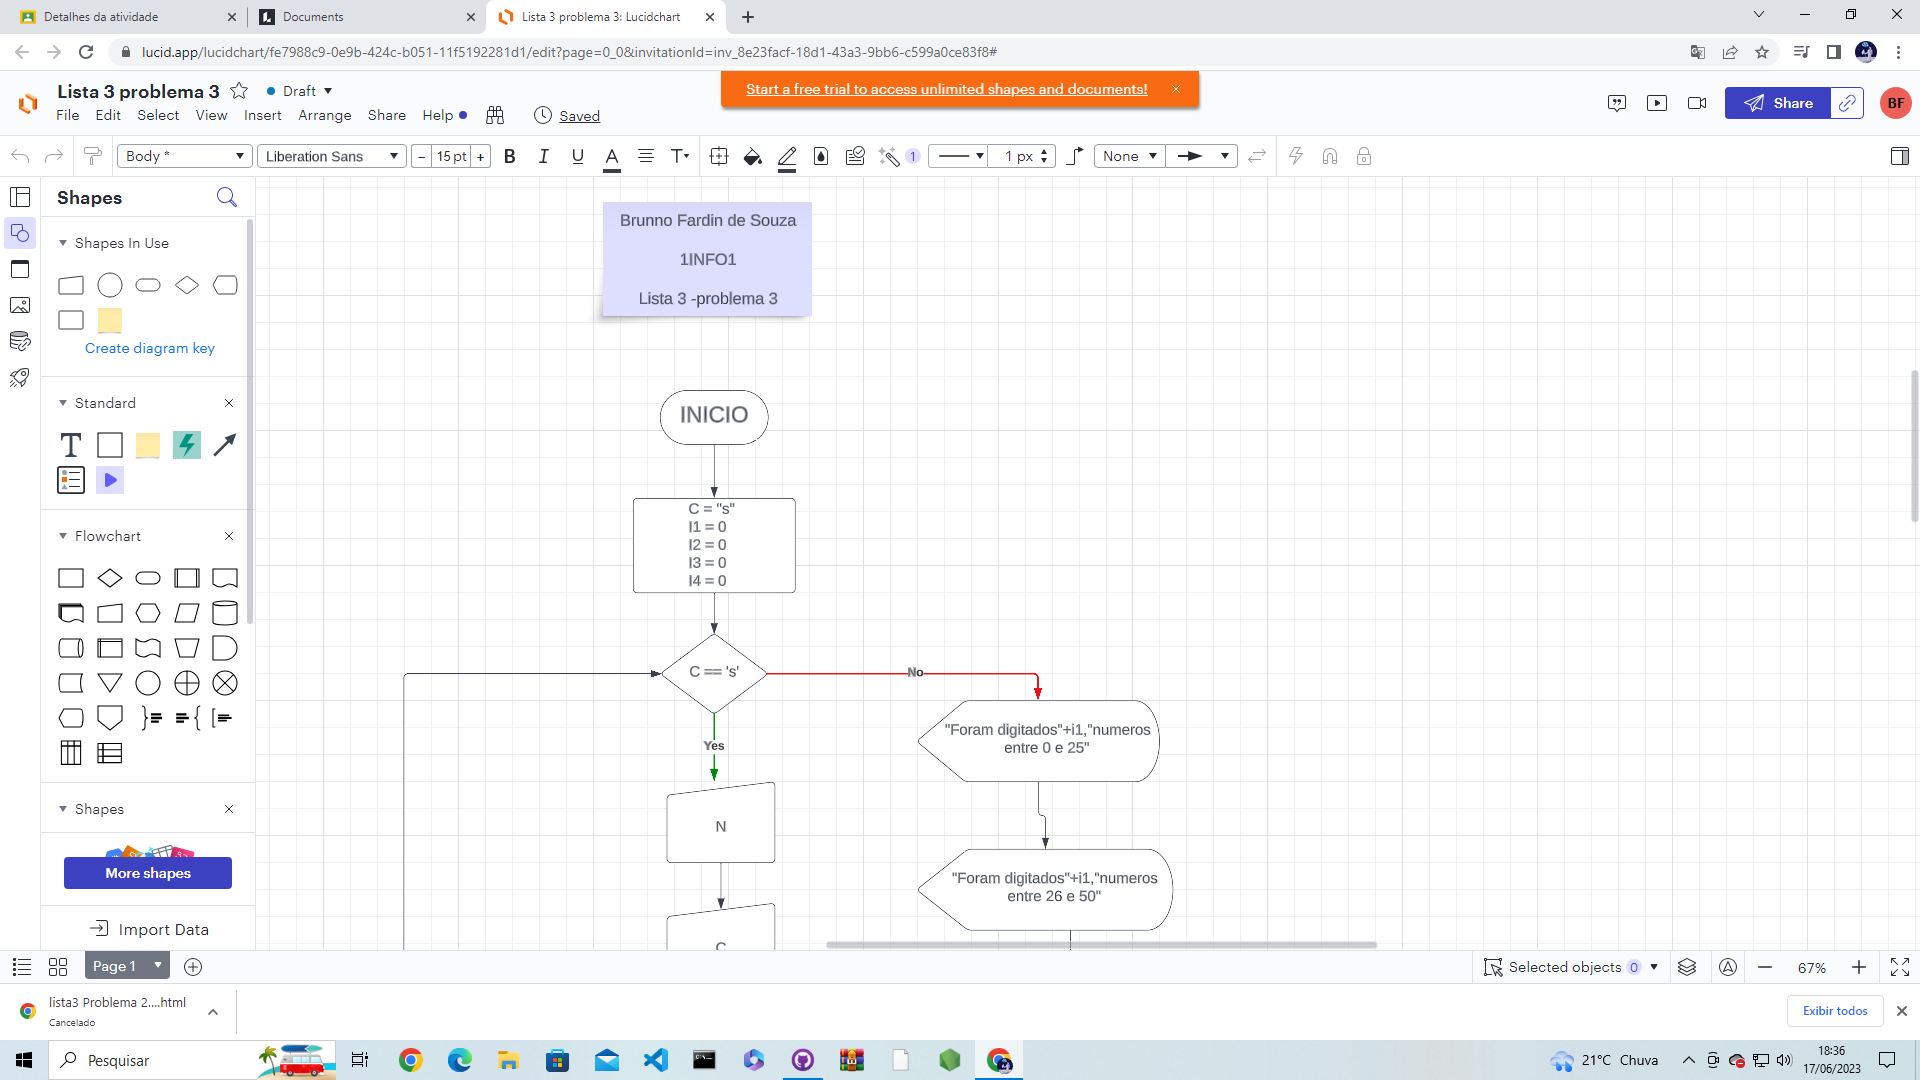 Detalhes da atividade
Documents
Lista 3 problema 3: Lucidchart
lucid.app/lucidchart/fe7988c9-0e9b-424c-b051-11f5192281d1/edit?page=0_0&invitationId=inv_8e23facf-18d1-43a3-9bb6-c599a0ce83f8#
Lista 3 problema 3
Draft
Start a free trial to access unlimited shapes and documents!
File Edit Select View Insert Arrange Share Help
Saved
Share
BF
Body *
Liberation Sans
- 15 pt +
B I U A T
1
1 px
None
Shapes
Shapes In Use
Create diagram key
Standard
T
Flowchart
Shapes
More shapes
Import Data
Brunno Fardin de Souza
1INFO1
Lista 3 -problema 3
INICIO
C = "s"
I1 = 0
I2 = 0
I3 = 0
I4 = 0
C == 's'
No
Yes
"Foram digitados"+i1,"numeros
entre 0 e 25"
N
"Foram digitados"+i1,"numeros
entre 26 e 50"
C
Page 1
Selected objects 0
67%
lista3 Problema 2....html
Cancelado
Exibir todos
Pesquisar
21°C Chuva
18:36
17/06/2023